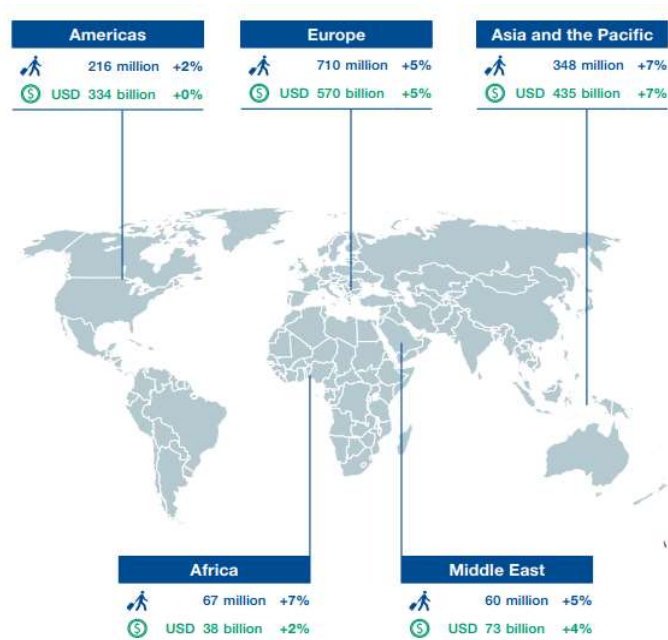 Americas
216 million +2%
USD 334 billion +0%
Europe
710 million +5%
USD 570 billion +5%
Asia and the Pacific
348 million +7%
USD 435 billion +7%
Africa
67 million +7%
USD 38 billion +2%
Middle East
60 million +5%
USD 73 billion +4%